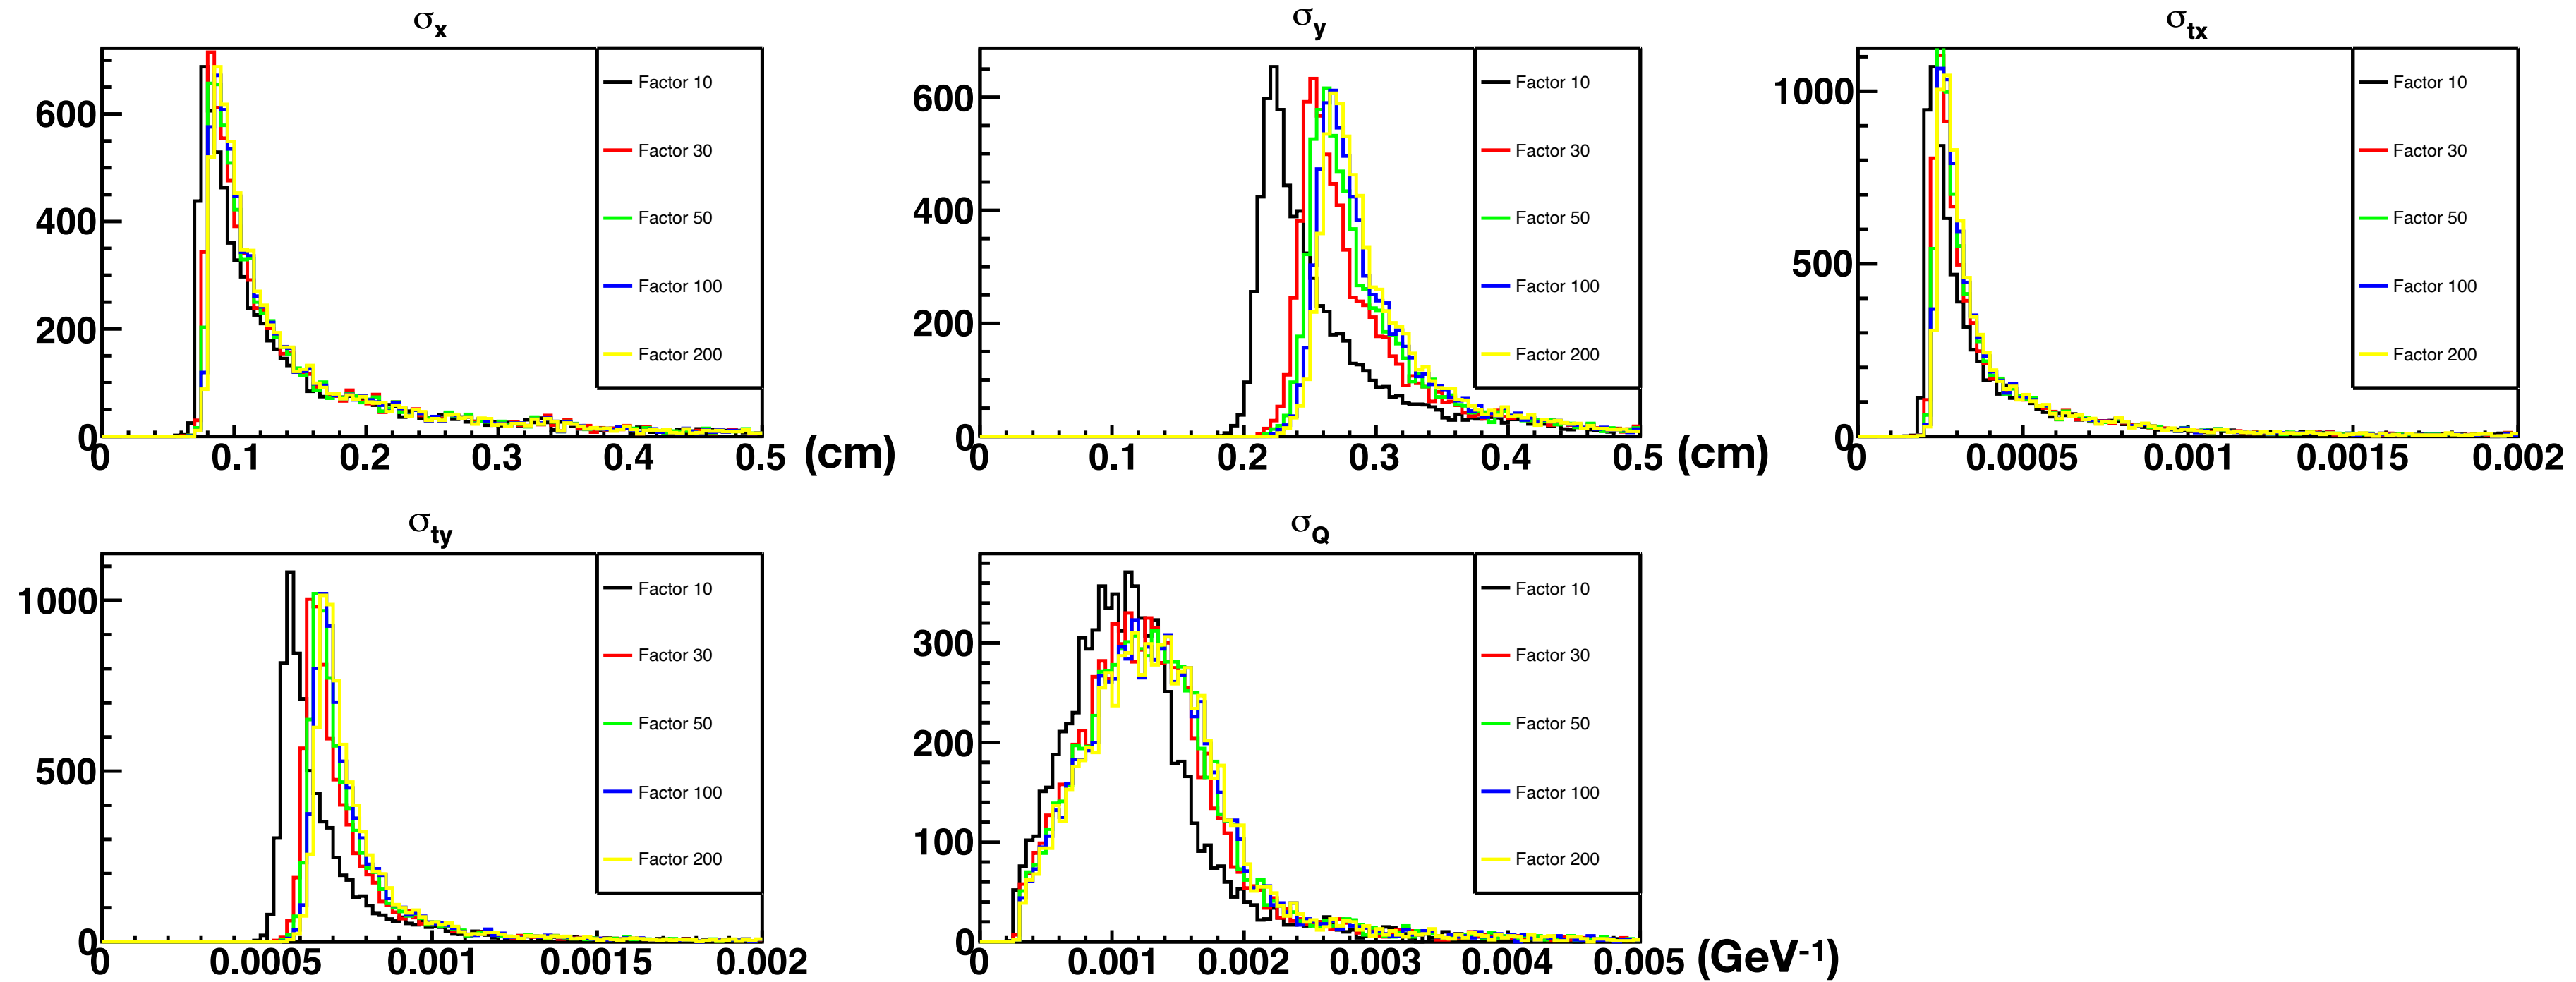 σx
600
400
200
0
0 0.1 0.2 0.3 0.4 0.5 (cm)
Factor 10
Factor 30
Factor 50
Factor 100
Factor 200
σy
600
400
200
0
0 0.1 0.2 0.3 0.4 0.5 (cm)
Factor 10
Factor 30
Factor 50
Factor 100
Factor 200
σtx
1000
500
0
0 0.0005 0.001 0.0015 0.002
Factor 10
Factor 30
Factor 50
Factor 100
Factor 200
σty
1000
500
0
0 0.0005 0.001 0.0015 0.002
Factor 10
Factor 30
Factor 50
Factor 100
Factor 200
σQ
300
200
100
0
0 0.001 0.002 0.003 0.004 0.005 (GeV-1)
Factor 10
Factor 30
Factor 50
Factor 100
Factor 200